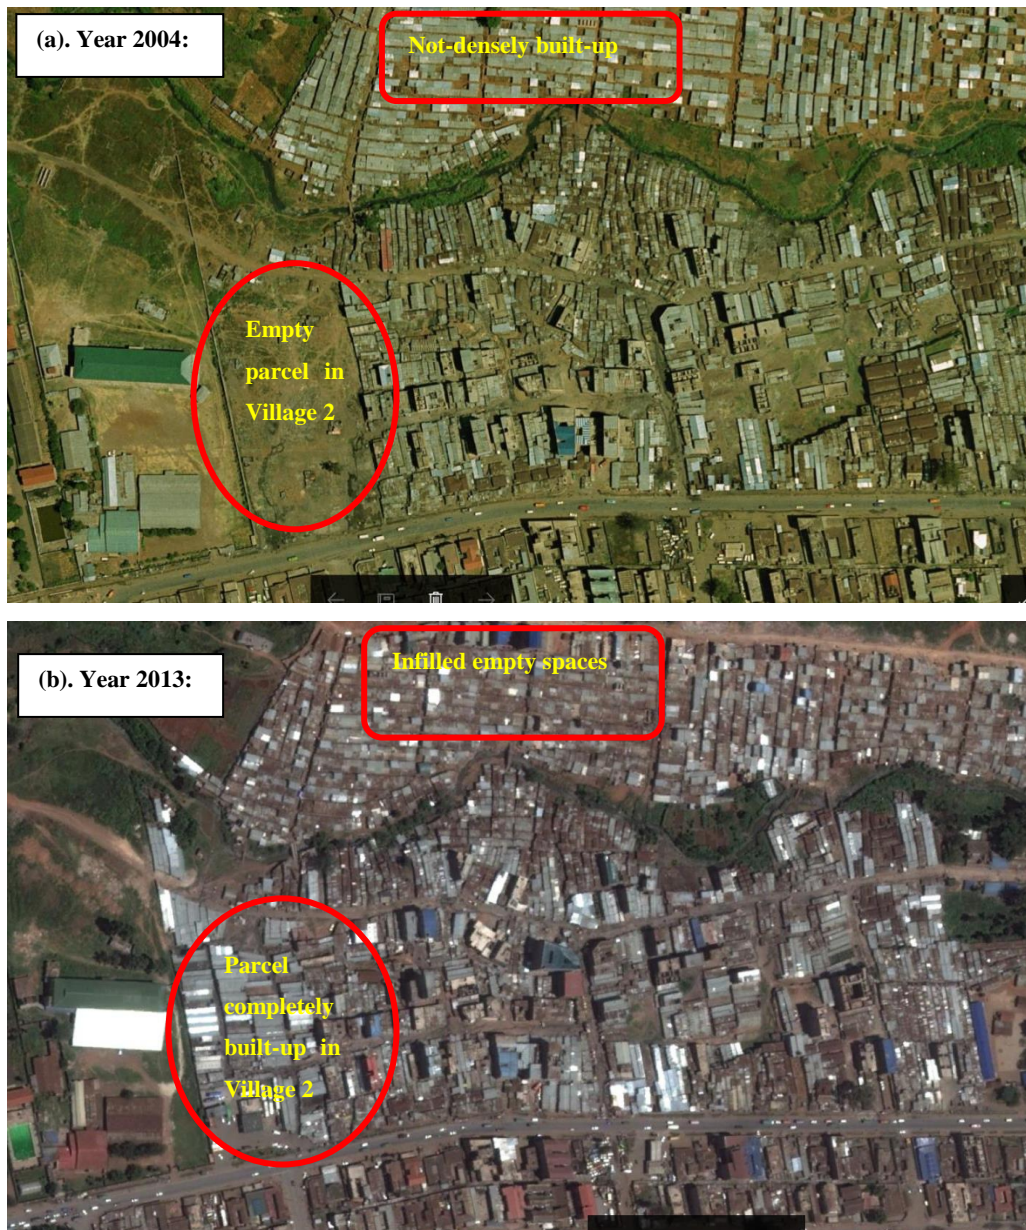 (a). Year 2004:
Not-densely built-up
Empty
parcel in
Village 2
(b). Year 2013:
Infilled empty spaces
Parcel
completely
built-up in
Village 2